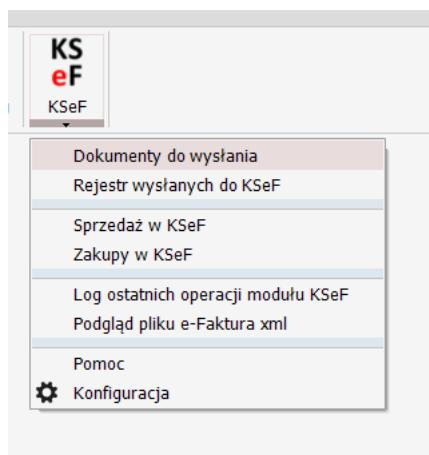 KS
eF
KSeF
Dokumenty do wysłania
Rejestr wysłanych do KSeF
Sprzedaż w KSeF
Zakupy w KSeF
Log ostatnich operacji modułu KSeF
Podgląd pliku e-Faktura xml
Pomoc
Konfiguracja